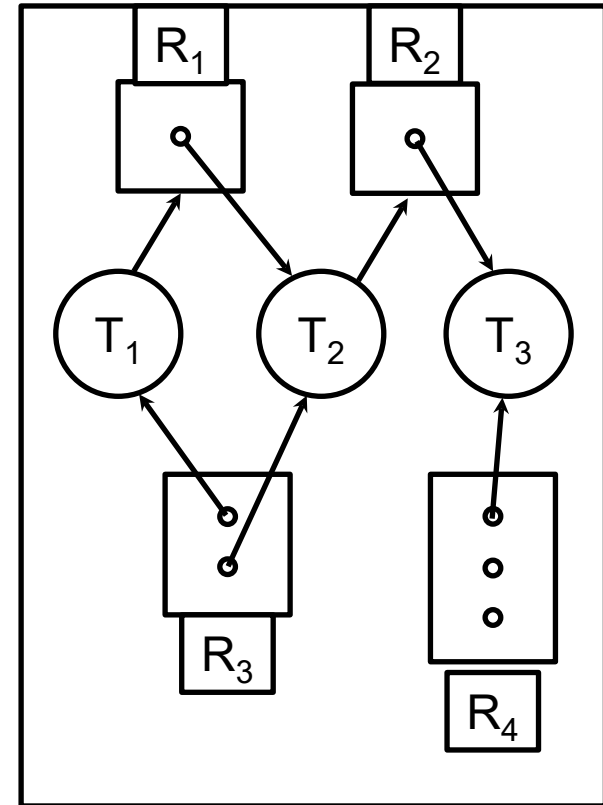 R₁ R₂
T₁ T₂ T₃
R₃
R₄